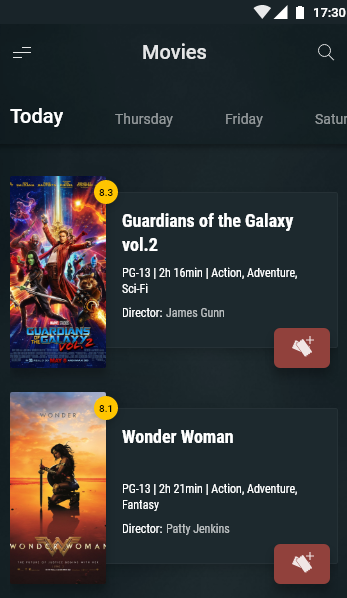 17:30
Movies
Today
Thursday
Friday
Satur
8.3
Guardians of the Galaxy
vol.2
PG-13 | 2h 16min | Action, Adventure,
Sci-Fi
Director: James Gunn
GUARDIANS
OF THE
GALAXY
VOL.2
8.1
WONDER
Wonder Woman
PG-13 | 2h 21min | Action, Adventure,
Fantasy
Director: Patty Jenkins
WONDER WOMAN